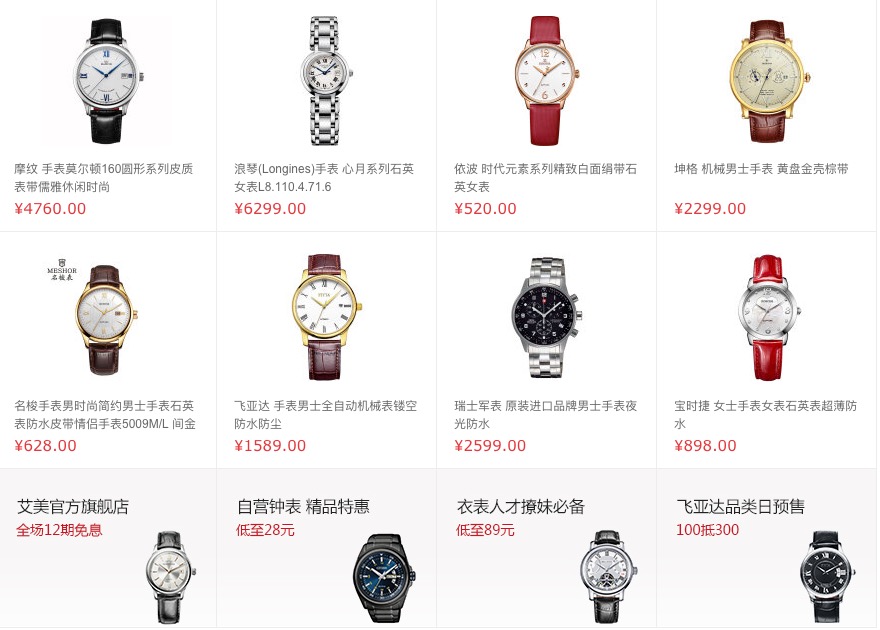 摩纹 手表莫尔顿160圆形系列皮质
表带儒雅休闲时尚
¥4760.00
浪琴(Longines)手表 心月系列石英
女表L8.110.4.71.6
¥6299.00
依波 时代元素系列精致白面绢带石
英女表
¥520.00
坤格 机械男士手表 黄盘金壳棕带
¥2299.00
MESHOR
名梭表
名梭手表男时尚简约男士手表石英
表防水皮带情侣手表5009M/L 间金
¥628.00
飞亚达 手表男士全自动机械表镂空
防水防尘
¥1589.00
瑞士军表 原装进口品牌男士手表夜
光防水
¥2599.00
宝时捷 女士手表女表石英表超薄防
水
¥898.00
艾美官方旗舰店
全场12期免息
自营钟表 精品特惠
低至28元
衣表人才撩妹必备
低至89元
飞亚达品类日预售
100抵300